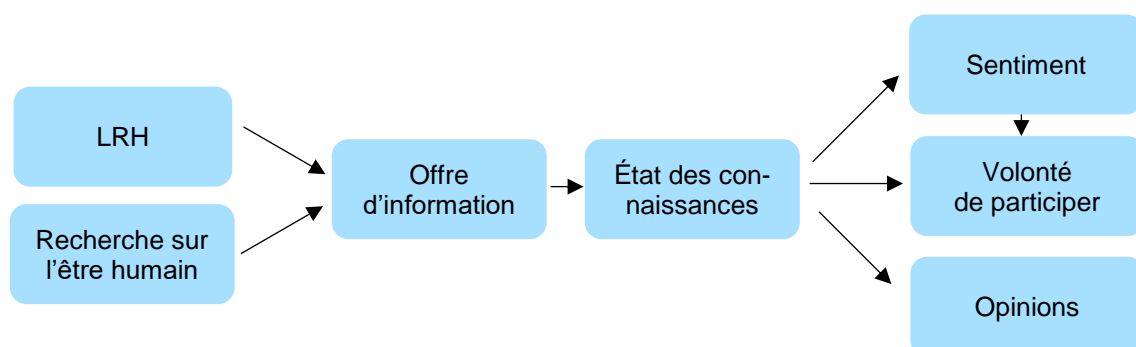 LRH
Recherche sur
l’être humain
Offre
d’information
État des con-
naissances
Sentiment
Volonté
de participer
Opinions